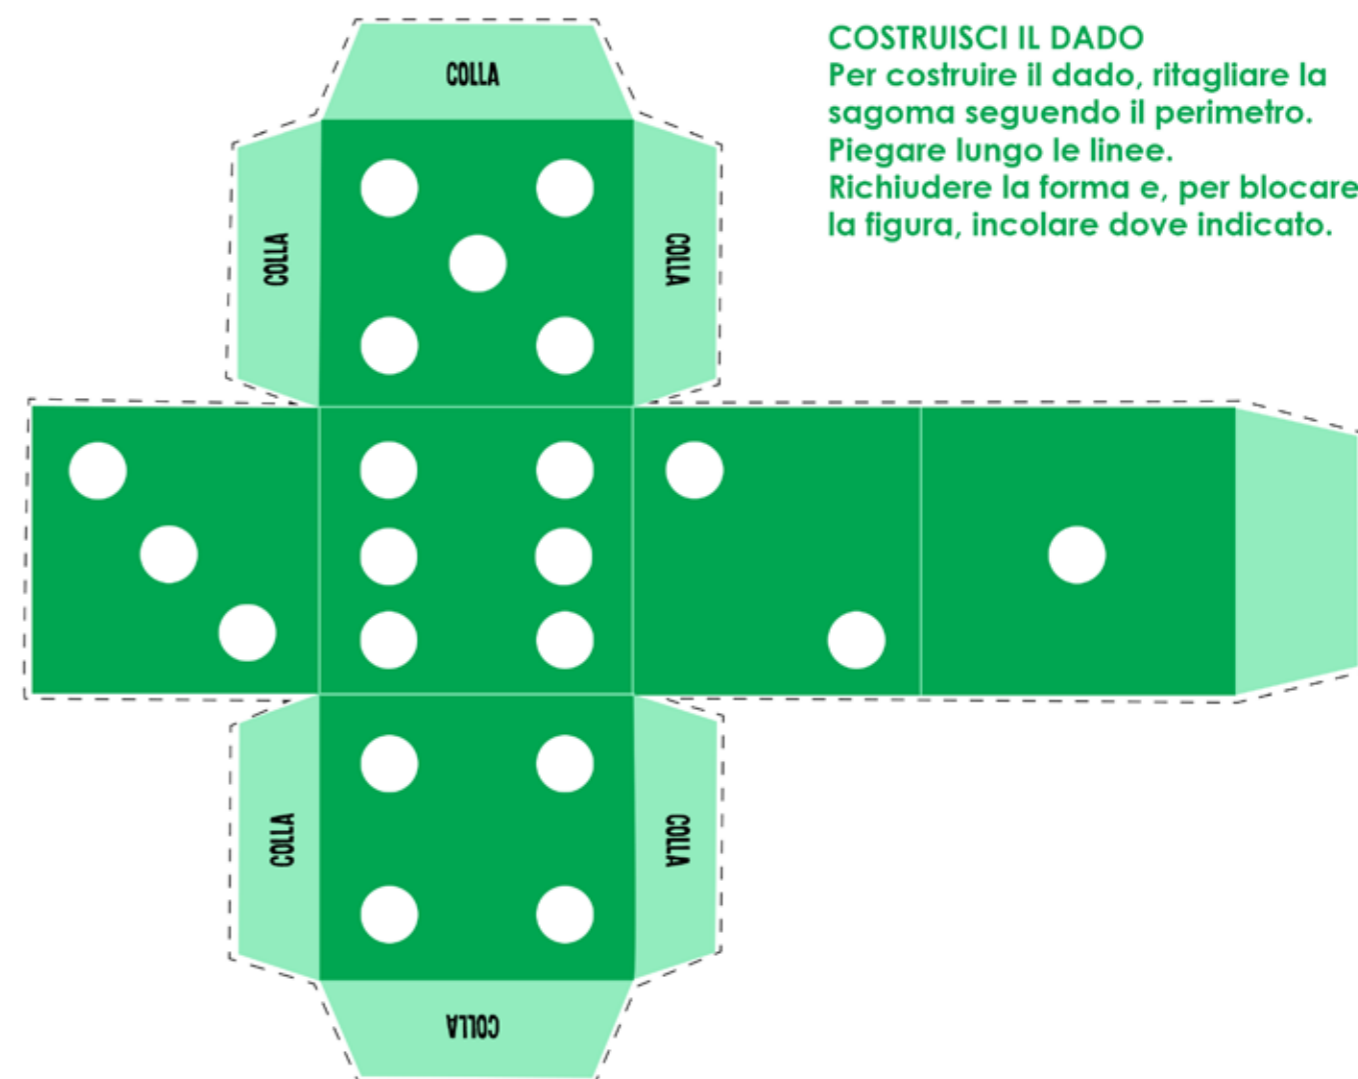 COSTRUISCI IL DADO
Per costruire il dado, ritagliare la
sagoma seguendo il perimetro.
Piegare lungo le linee.
Richiudere la forma e, per blocare
la figura, incolare dove indicato.
COLLA
COLLA
COLLA
COLLA
COLLA
COLLA